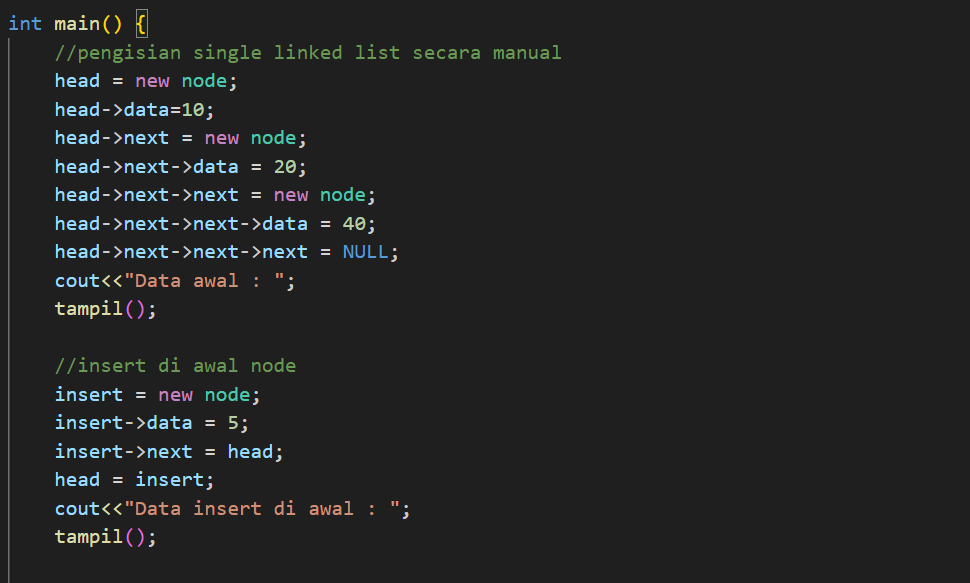 int main() {
//pengisian single linked list secara manual
head = new node;
head->data=10;
head->next = new node;
head->next->data = 20;
head->next->next = new node;
head->next->next->data = 40;
head->next->next->next = NULL;
cout<<"Data awal : ";
tampil();
//insert di awal node
insert = new node;
insert->data = 5;
insert->next = head;
head = insert;
cout<<"Data insert di awal : ";
tampil();